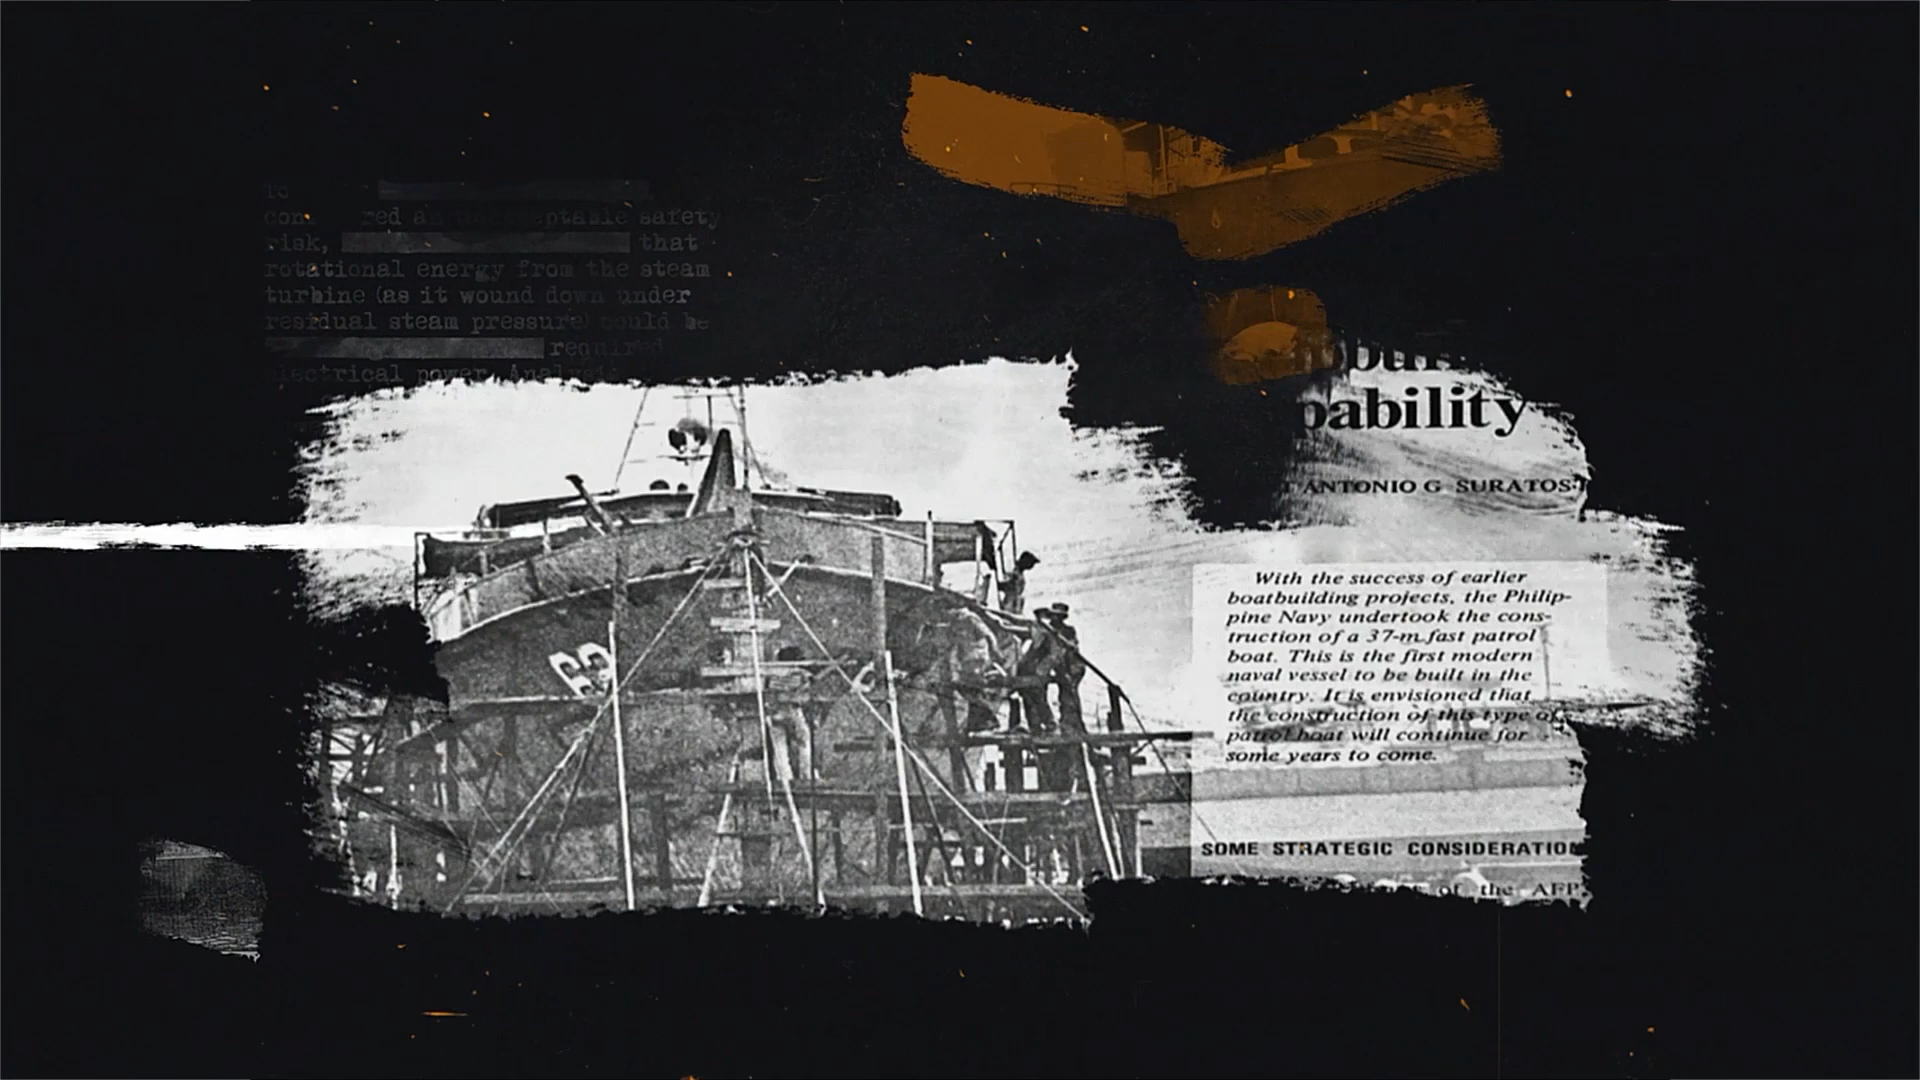 To
red an unacceptable safety
risk, that
rotational energy from the steam
turbine (as it wound down under
residual steam pressure) could be
required
electrical power. Analysis
pability
ANTONIO G SURATOS
With the success of earlier
boatbuilding projects, the Philip-
pine Navy undertook the cons-
truction of a 37-m fast patrol
boat. This is the first modern
naval vessel to be built in the
country. It is envisioned that
the construction of this type of
patrol boat will continue for
some years to come.
SOME STRATEGIC CONSIDERATION
of the AFP